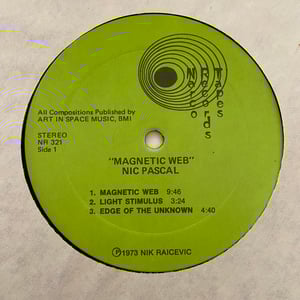 Narco
Records
Tapes
All Compositions Published by
ART IN SPACE MUSIC, BMI
STEREO
NR 321
Side 1
"MAGNETIC WEB"
NIC PASCAL
1. MAGNETIC WEB 9:46
2. LIGHT STIMULUS 3:24
3. EDGE OF THE UNKNOWN 4:40
℗1973 NIK RAICEVIC